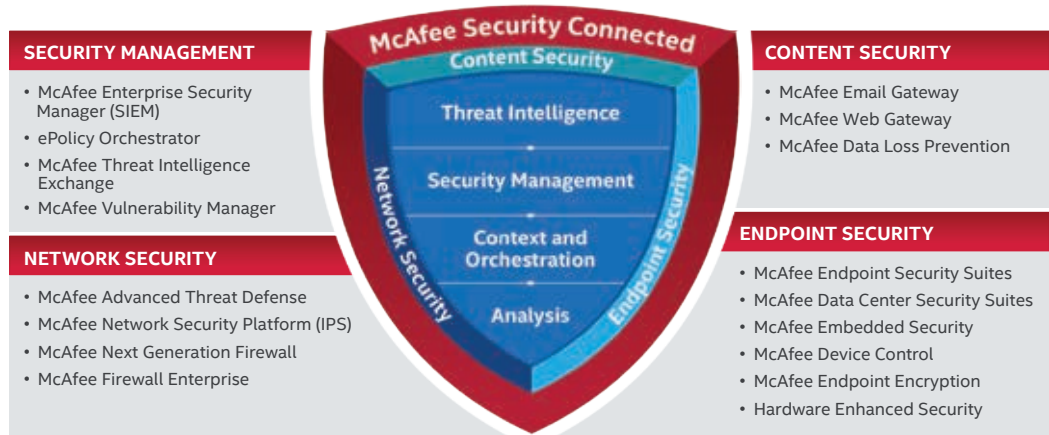 SECURITY MANAGEMENT
• McAfee Enterprise Security
Manager (SIEM)
• ePolicy Orchestrator
• McAfee Threat Intelligence
Exchange
• McAfee Vulnerability Manager
NETWORK SECURITY
• McAfee Advanced Threat Defense
• McAfee Network Security Platform (IPS)
• McAfee Next Generation Firewall
• McAfee Firewall Enterprise
McAfee Security Connected
Content Security
Network Security
Threat Intelligence
Security Management
Context and
Orchestration
Analysis
Endpoint Security
CONTENT SECURITY
• McAfee Email Gateway
• McAfee Web Gateway
• McAfee Data Loss Prevention
ENDPOINT SECURITY
• McAfee Endpoint Security Suites
• McAfee Data Center Security Suites
• McAfee Embedded Security
• McAfee Device Control
• McAfee Endpoint Encryption
• Hardware Enhanced Security